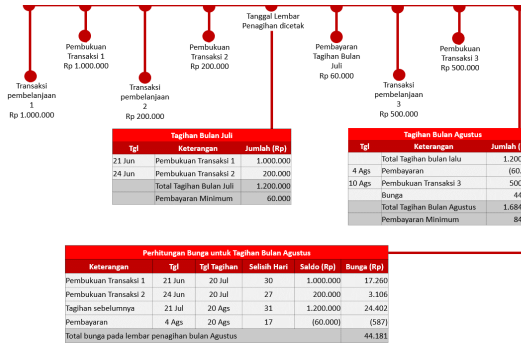 Tanggal Lembar
Penagihan dicetak
Pembukuan
Transaksi 1
Rp 1.000.000
Pembukuan
Transaksi 2
Rp 200.000
Pembayaran
Tagihan Bulan
Juli
Rp 60.000
Pembukuan
Transaksi 3
Rp 500.000
Transaksi
pembelanjaan
1
Rp 1.000.000
Transaksi
pembelanjaan
2
Rp 200.000
Transaksi
pembelanjaan
3
Rp 500.000
Tagihan Bulan Juli
Tgl Keterangan Jumlah (Rp)
21 Jun Pembukuan Transaksi 1 1.000.000
24 Jun Pembukuan Transaksi 2 200.000
Total Tagihan Bulan Juli 1.200.000
Pembayaran Minimum 60.000
Tagihan Bulan Agustus
Tgl Keterangan Jumlah (
Total Tagihan bulan lalu 1.200
4 Ags Pembayaran (60.
10 Ags Pembukuan Transaksi 3 500
Bunga 44
Total Tagihan Bulan Agustus 1.684
Pembayaran Minimum 84
Perhitungan Bunga untuk Tagihan Bulan Agustus
Keterangan Tgl Tgl Tagihan Selisih Hari Saldo (Rp) Bunga (Rp)
Pembukuan Transaksi 1 21 Jun 20 Jul 30 1.000.000 17.260
Pembukuan Transaksi 2 24 Jun 20 Jul 27 200.000 3.106
Tagihan sebelumnya 21 Jul 20 Ags 31 1.200.000 24.402
Pembayaran 4 Ags 20 Ags 17 (60.000) (587)
Total bunga pada lembar penagihan bulan Agustus 44.181